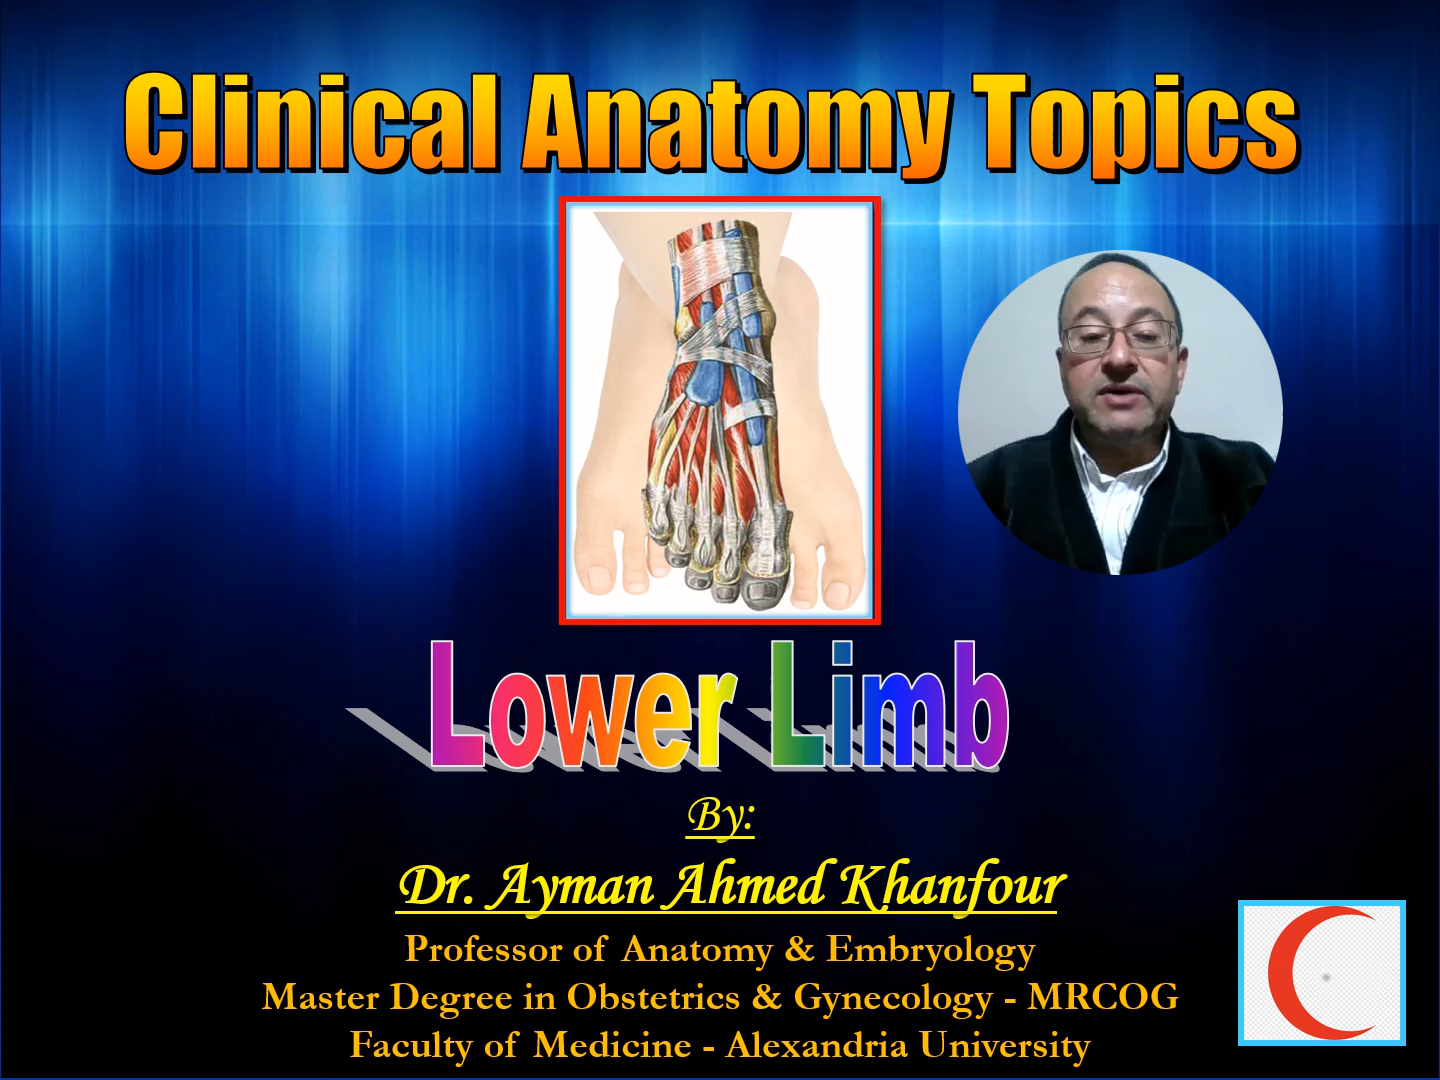 Clinical Anatomy Topics
Lower Limb
By:
Dr. Ayman Ahmed Khanfour
Professor of Anatomy & Embryology
Master Degree in Obstetrics & Gynecology - MRCOG
Faculty of Medicine - Alexandria University